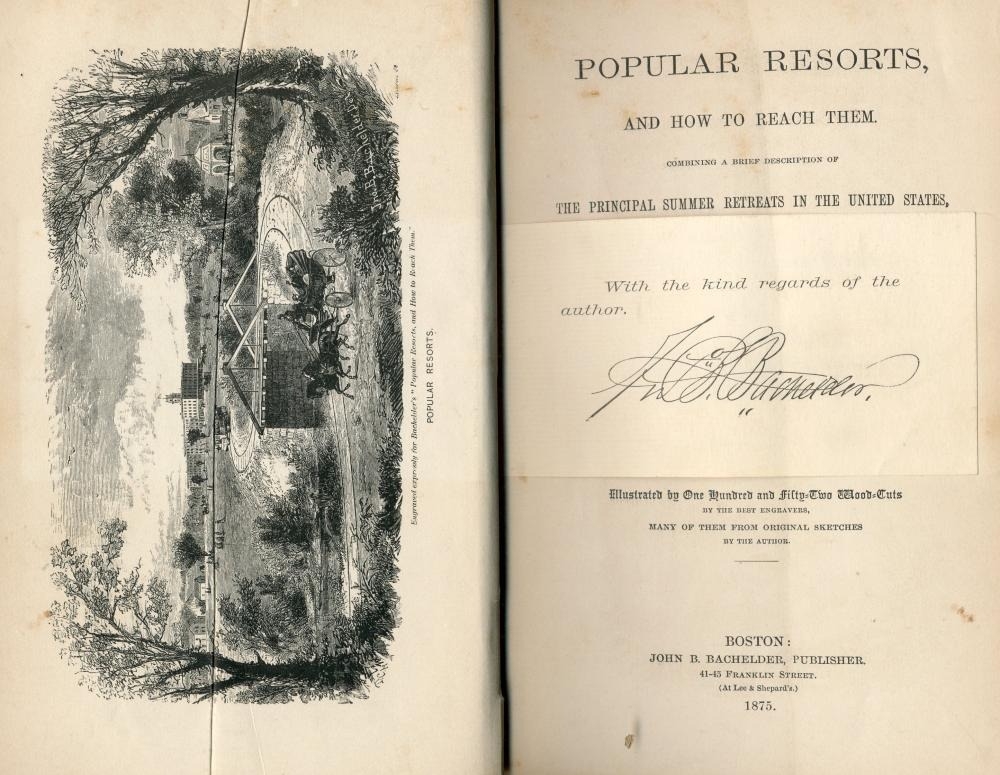 Engraved expressly for Bachelder's "Popular Resorts, and How to Reach Them."
POPULAR RESORTS.
POPULAR RESORTS,
AND HOW TO REACH THEM.
COMBINING A BRIEF DESCRIPTION OF
THE PRINCIPAL SUMMER RETREATS IN THE UNITED STATES,
With the kind regards of the
author.
Jno. B. Bachelder.
Illustrated by One Hundred and Fifty-Two Wood-Cuts
BY THE BEST ENGRAVERS,
MANY OF THEM FROM ORIGINAL SKETCHES
BY THE AUTHOR.
BOSTON:
JOHN B. BACHELDER, PUBLISHER,
41-45 FRANKLIN STREET.
(At Lee & Shepard's.)
1875.